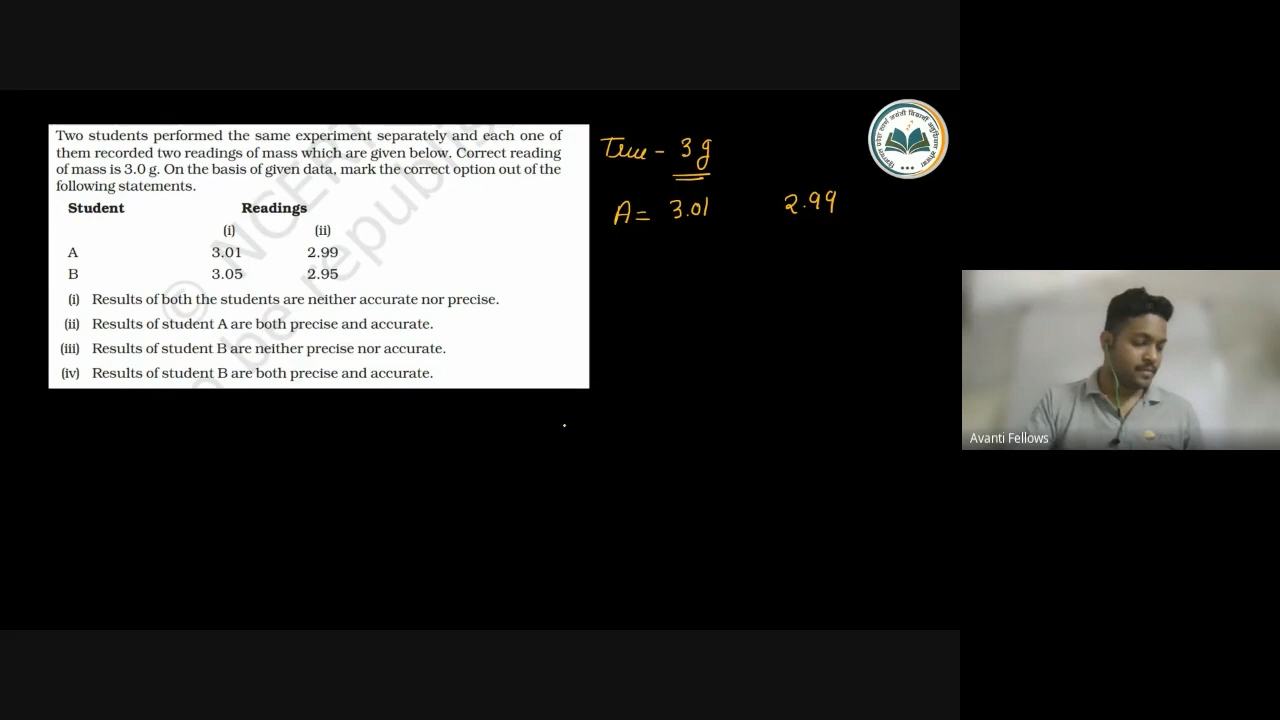 Two students performed the same experiment separately and each one of
them recorded two readings of mass which are given below. Correct reading
of mass is 3.0 g. On the basis of given data, mark the correct option out of the
following statements.
Student Readings
(i) (ii)
A 3.01 2.99
B 3.05 2.95
(i) Results of both the students are neither accurate nor precise.
(ii) Results of student A are both precise and accurate.
(iii) Results of student B are neither precise nor accurate.
(iv) Results of student B are both precise and accurate.
© NCERT
be republis
True - 3 g
A = 3.01 2.99
Avanti Fellows